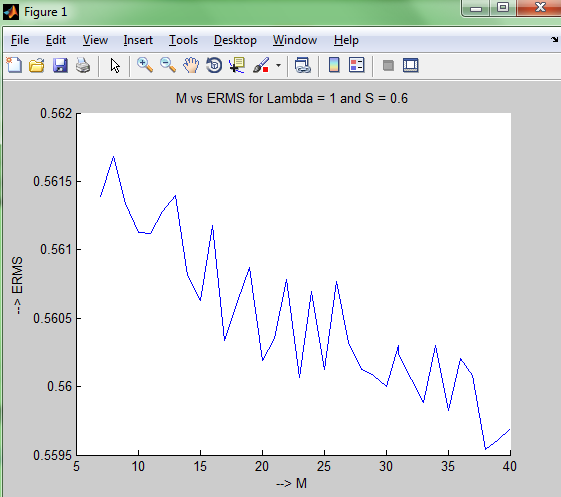 Figure 1
File Edit View Insert Tools Desktop Window Help
M vs ERMS for Lambda = 1 and S = 0.6
0.562
0.5615
0.561
0.5605
0.56
0.5595
--> ERMS
5 10 15 20 25 30 35 40
--> M